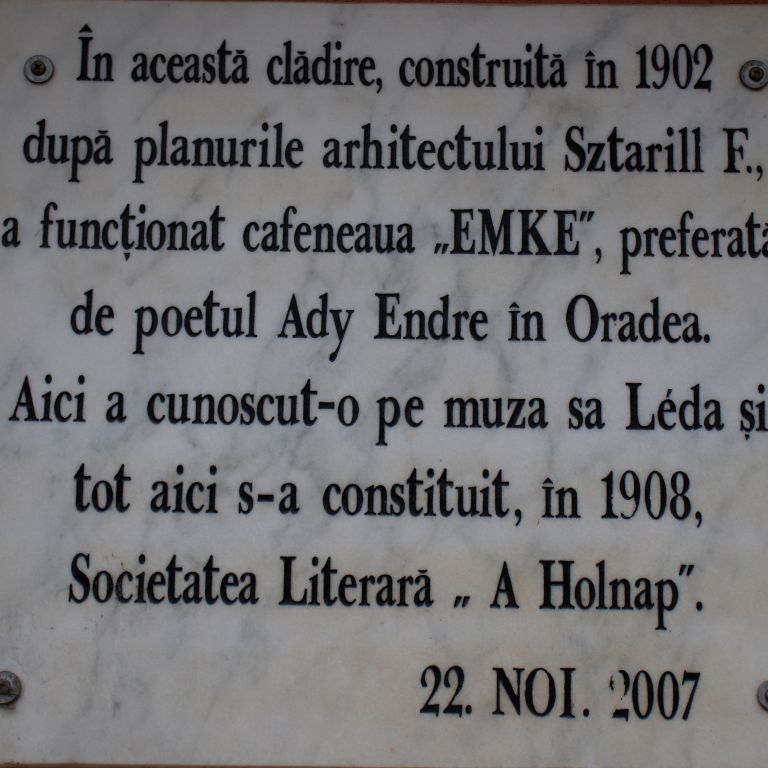 În această clădire, construită în 1902
după planurile arhitectului Sztarill F.,
a funcționat cafeneaua „EMKE”, preferată
de poetul Ady Endre în Oradea.
Aici a cunoscut-o pe muza sa Léda și
tot aici s-a constituit, în 1908,
Societatea Literară „ A Holnap”.
22. NOI. 2007